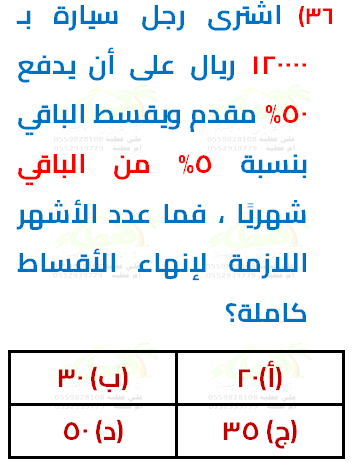 ٣٦) اشترى رجل سيارة بـ
١٢٠٠٠٠ ريال على أن يدفع
٥٠% مقدم ويقسط الباقي
بنسبة ٥% من الباقي
شهريًا ، فما عدد الأشهر
اللازمة لإنهاء الأقساط
كاملة؟
(أ) ٢٠ (ب) ٣٠
(ج) ٣٥ (د) ٥٠